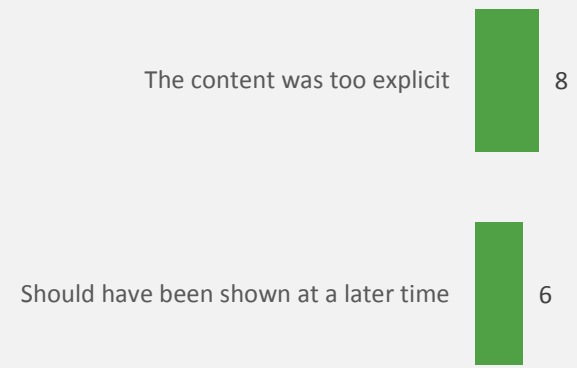 The content was too explicit 8
Should have been shown at a later time 6